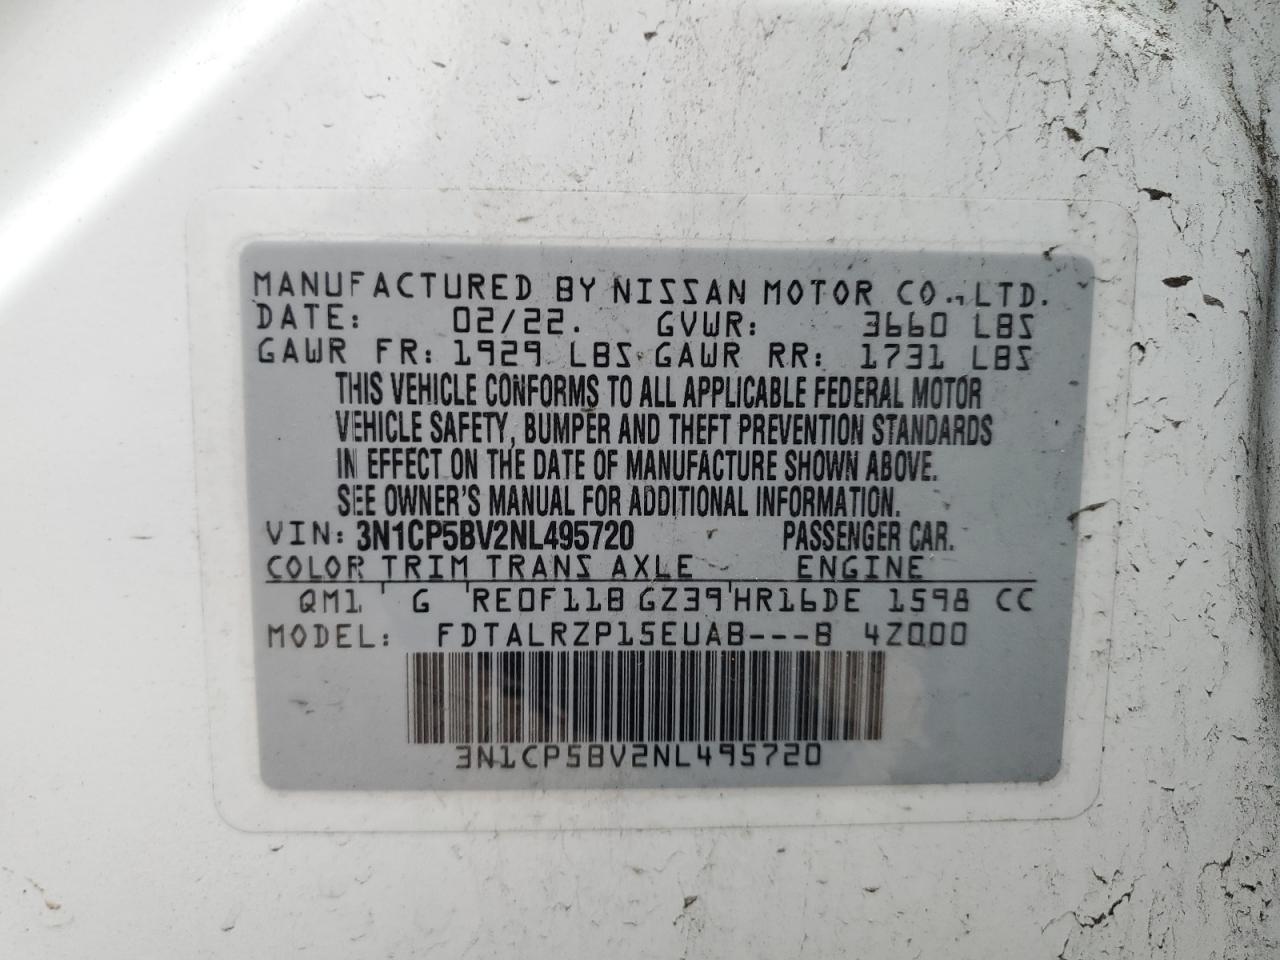 MANUFACTURED BY NISSAN MOTOR CO., LTD.
DATE: 02/22. GVWR: 3660 LBS
GAWR FR: 1929 LBS GAWR RR: 1731 LBS
THIS VEHICLE CONFORMS TO ALL APPLICABLE FEDERAL MOTOR
VEHICLE SAFETY, BUMPER AND THEFT PREVENTION STANDARDS
IN EFFECT ON THE DATE OF MANUFACTURE SHOWN ABOVE.
SEE OWNER'S MANUAL FOR ADDITIONAL INFORMATION.
VIN: 3N1CP5BV2NL495720 PASSENGER CAR.
COLOR TRIM TRANS AXLE ENGINE
QM1 G RE0F11B GZ39 HR16DE 1598 CC
MODEL: FDTALRZP15EUAB---B 4Z000
3N1CP5BV2NL495720